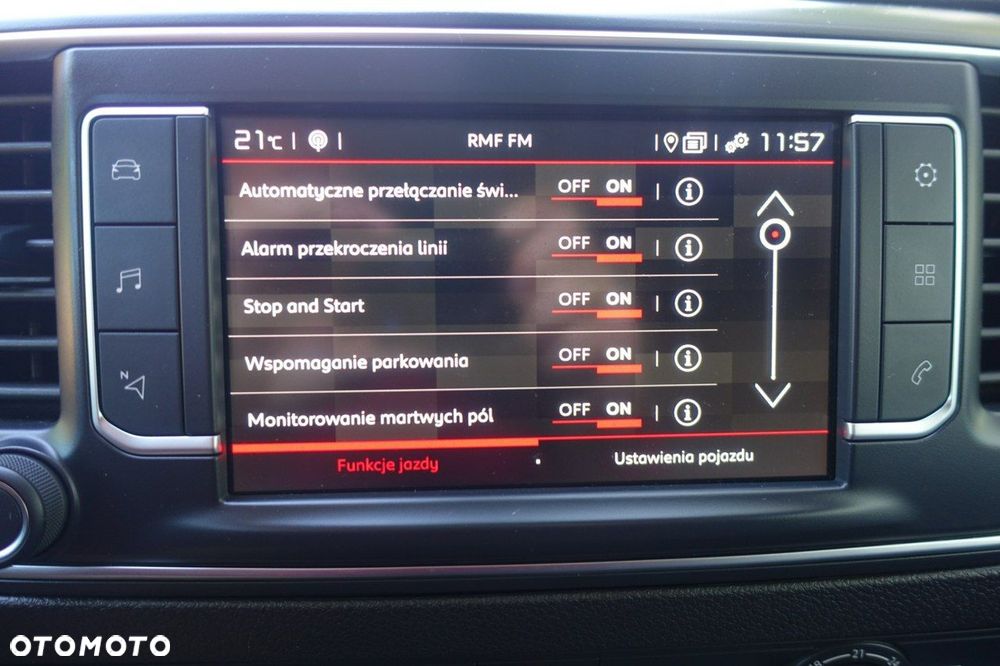 21°C
RMF FM
11:57
Automatyczne przełączanie świ... OFF ON
Alarm przekroczenia linii OFF ON
Stop and Start OFF ON
Wspomaganie parkowania OFF ON
Monitorowanie martwych pól OFF ON
Funkcje jazdy
Ustawienia pojazdu
N
OTOMOTO
21